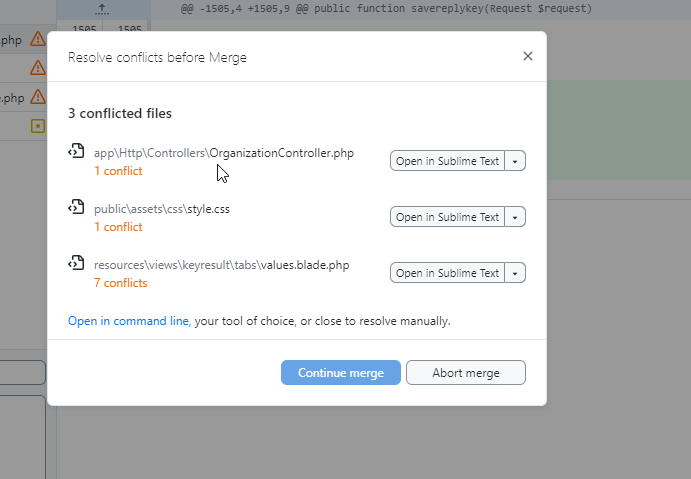 @@ -1505,4 +1505,9 @@ public function savereplykey(Request $request)
1505 1505
.php
.php
Resolve conflicts before Merge
3 conflicted files
app\Http\Controllers\OrganizationController.php
1 conflict
Open in Sublime Text
public\assets\css\style.css
1 conflict
Open in Sublime Text
resources\views\keyresult\tabs\values.blade.php
7 conflicts
Open in Sublime Text
Open in command line, your tool of choice, or close to resolve manually.
Continue merge
Abort merge